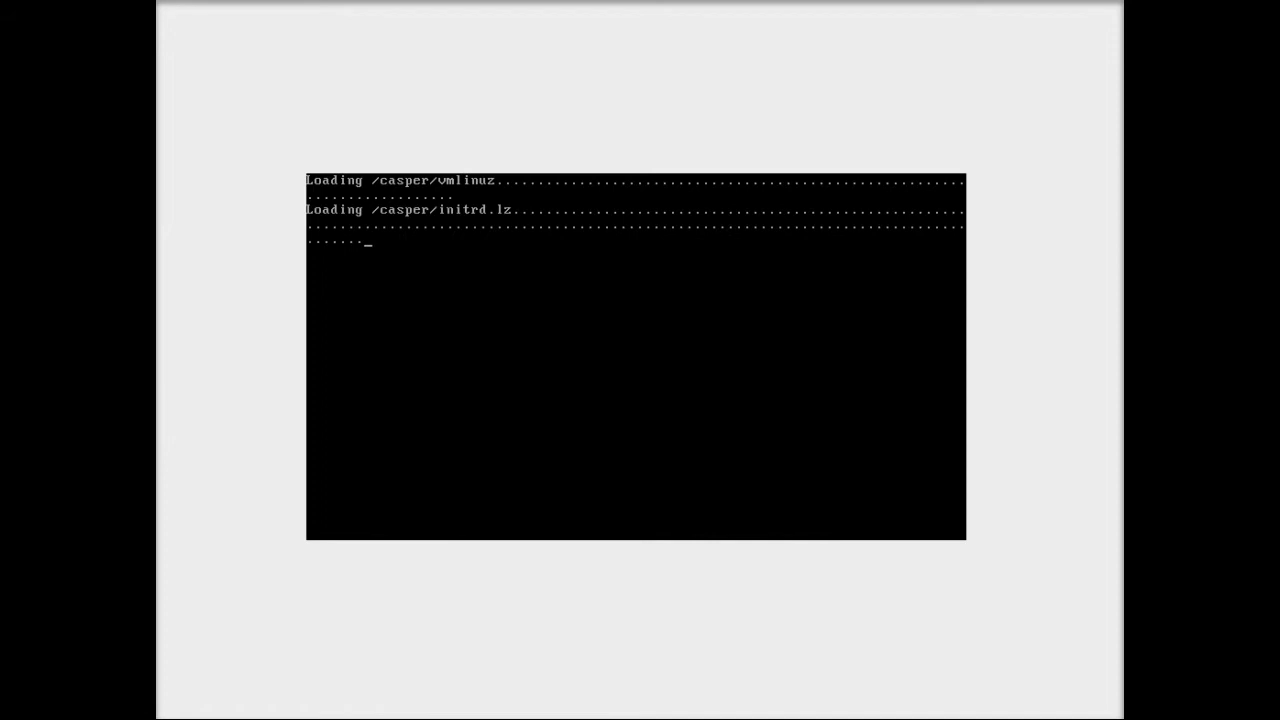 Loading /casper/vmlinuz.........................................................
..................
Loading /casper/initrd.lz.......................................................
................................................................................
......._